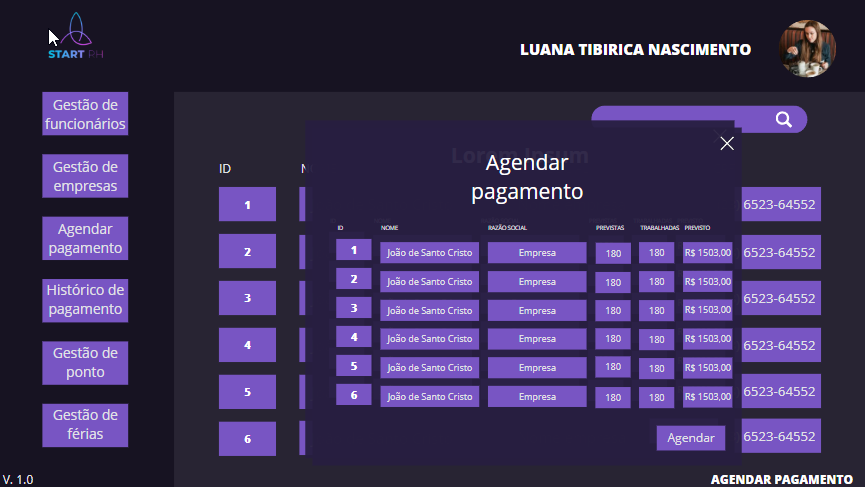 START RH
LUANA TIBIRICA NASCIMENTO
Gestão de
funcionários
Gestão de
empresas
Agendar
pagamento
Histórico de
pagamento
Gestão de
ponto
Gestão de
férias
ID
N
1
2
3
4
5
6
Lorem Ipsum
Agendar
pagamento
ID NOME RAZÃO SOCIAL PREVISTAS TRABALHADAS PREVISTO
1 João de Santo Cristo Empresa 180 180 R$ 1503,00
2 João de Santo Cristo Empresa 180 180 R$ 1503,00
3 João de Santo Cristo Empresa 180 180 R$ 1503,00
4 João de Santo Cristo Empresa 180 180 R$ 1503,00
5 João de Santo Cristo Empresa 180 180 R$ 1503,00
6 João de Santo Cristo Empresa 180 180 R$ 1503,00
Agendar
6523-64552
6523-64552
6523-64552
6523-64552
6523-64552
6523-64552
V. 1.0
AGENDAR PAGAMENTO